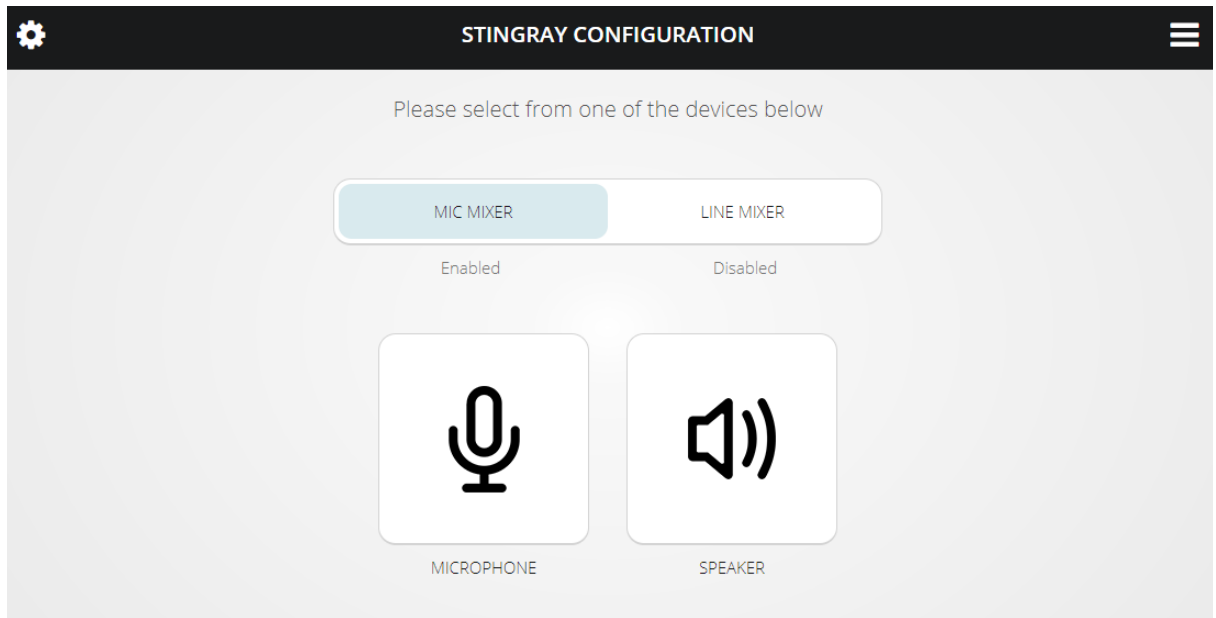 STINGRAY CONFIGURATION
Please select from one of the devices below
MIC MIXER LINE MIXER
Enabled Disabled
MICROPHONE SPEAKER